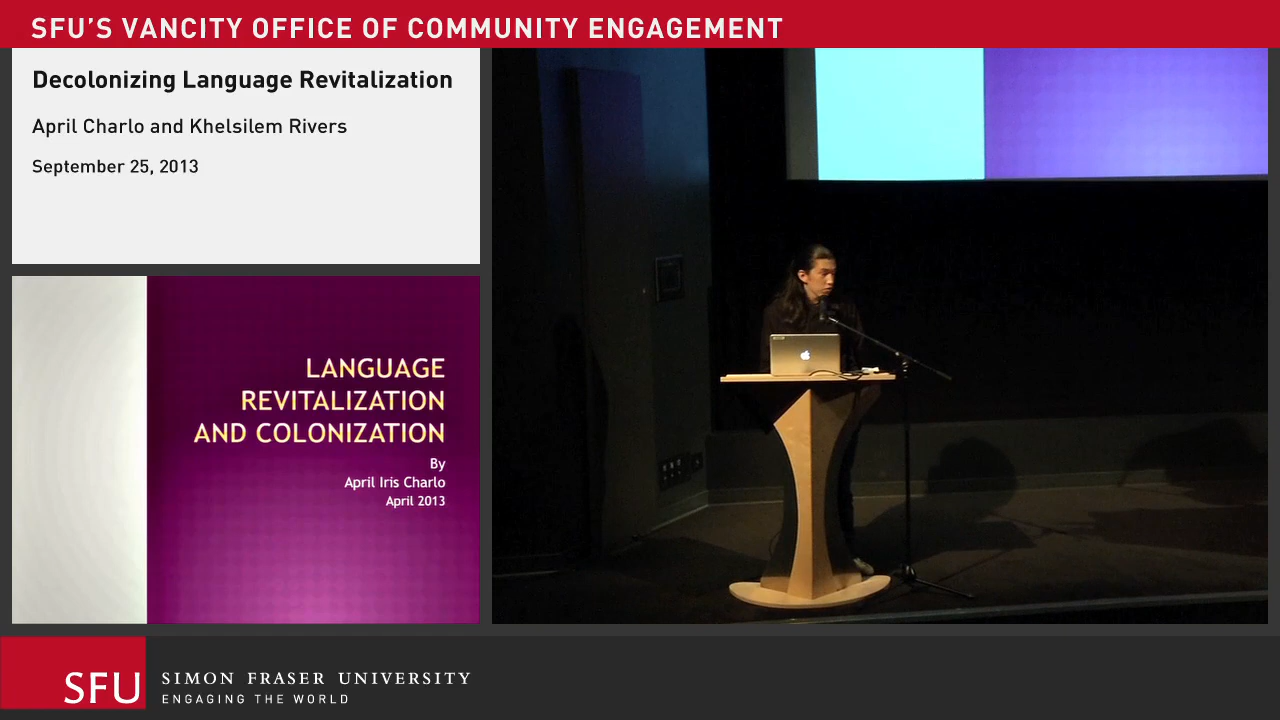 SFU'S VANCITY OFFICE OF COMMUNITY ENGAGEMENT
Decolonizing Language Revitalization
April Charlo and Khelsilem Rivers
September 25, 2013
LANGUAGE
REVITALIZATION
AND COLONIZATION
By
April Iris Charlo
April 2013
SFU
SIMON FRASER UNIVERSITY
ENGAGING THE WORLD